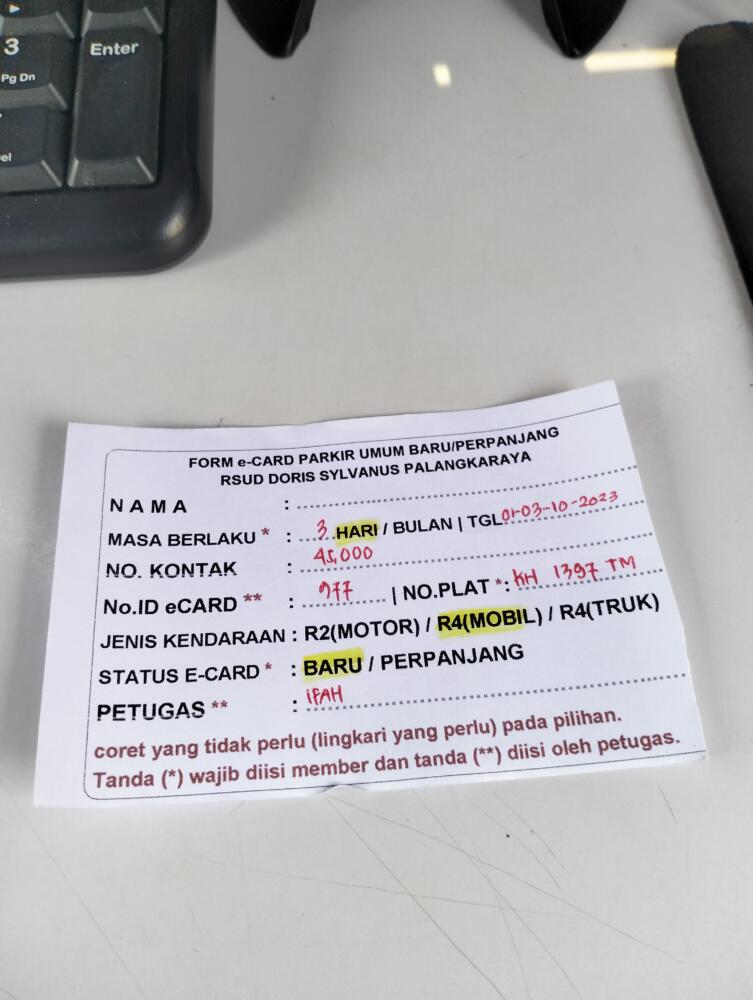 3
Pg Dn
Enter
el
FORM e-CARD PARKIR UMUM BARU/PERPANJANG
RSUD DORIS SYLVANUS PALANGKARAYA
NAMA :
MASA BERLAKU * : 3 HARI / BULAN | TGL 01-03-10-2023
NO. KONTAK : 45,000
No.ID eCARD ** : 977 | NO.PLAT *: KH 1397 TM
JENIS KENDARAAN : R2(MOTOR) / R4(MOBIL) / R4(TRUK)
STATUS E-CARD * : BARU / PERPANJANG
PETUGAS ** : IFAH
coret yang tidak perlu (lingkari yang perlu) pada pilihan.
Tanda (*) wajib diisi member dan tanda (**) diisi oleh petugas.